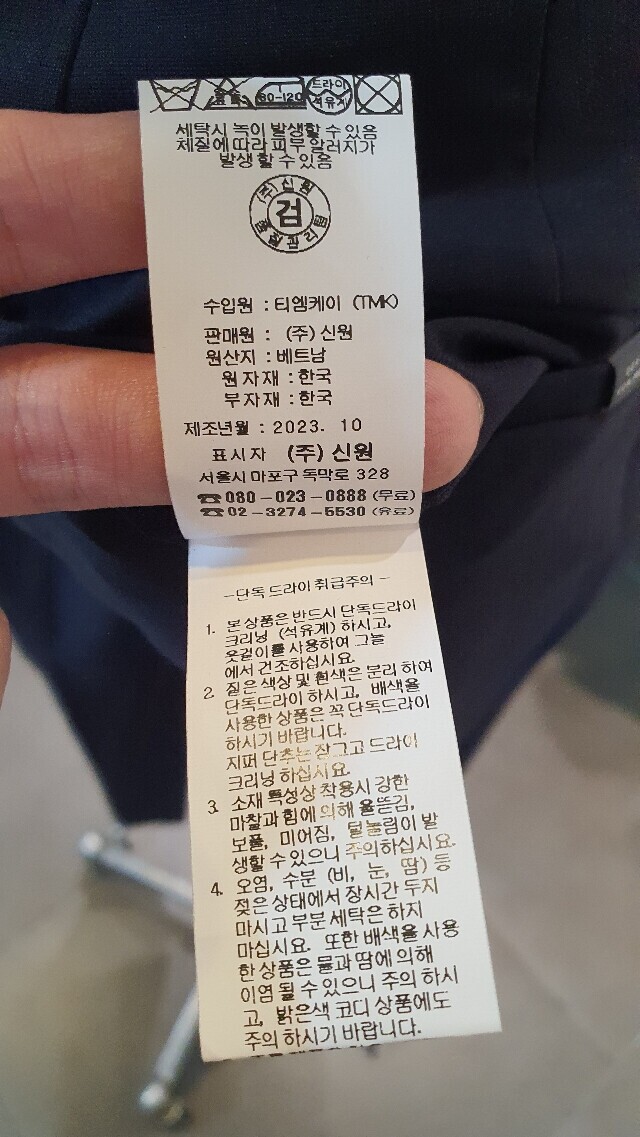 80-120
드라이
석유계
세탁시 녹이 발생할 수 있음
체질에 따라 피부 알러지가
발생 할 수 있음
(주)신원
검
품질관리팀
수입원 : 티엠케이 (TMK)
판매원 : (주) 신원
원산지 : 베트남
원자재 : 한국
부자재 : 한국
제조년월 : 2023. 10
표시자 (주) 신원
서울시 마포구 독막로 328
☎ 080-023-0888 (무료)
☎ 02-3274-5530 (유료)
-단독 드라이 취급주의-
1. 본 상품은 반드시 단독드라이
크리닝 (석유계) 하시고,
옷걸이를 사용하여 그늘
에서 건조하십시요.
2. 짙은 색상 및 흰색은 분리 하여
단독드라이 하시고, 배색을
사용한 상품은 꼭 단독드라이
하시기 바랍니다.
지퍼 단추는 잠그고 드라이
크리닝 하십시요.
3. 소재 특성상 착용시 강한
마찰과 힘에 의해 올뜯김,
보풀, 미어짐, 털눌림이 발
생할 수 있으니 주의하십시요.
4. 오염, 수분 (비, 눈, 땀) 등
젖은 상태에서 장시간 두지
마시고 부분 세탁은 하지
마십시요. 또한 배색을 사용
한 상품은 물과 땀에 의해
이염 될 수 있으니 주의 하시
고, 밝은색 코디 상품에도
주의 하시기 바랍니다.